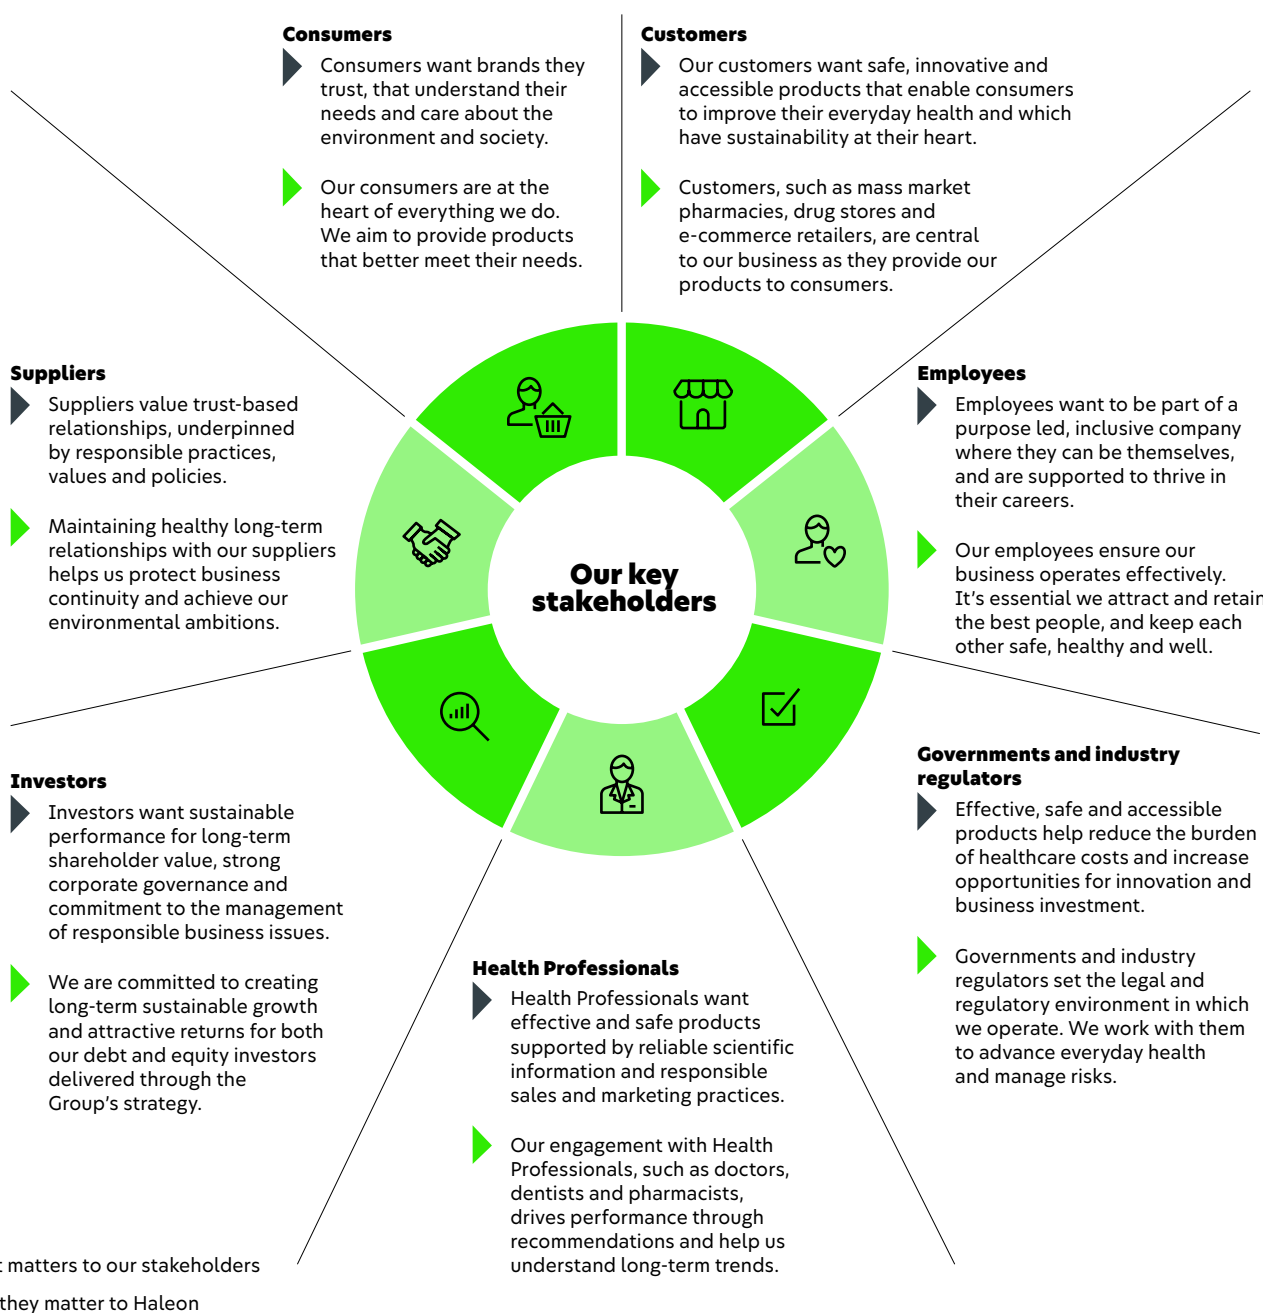 Consumers
Consumers want brands they
trust, that understand their
needs and care about the
environment and society.
Our consumers are at the
heart of everything we do.
We aim to provide products
that better meet their needs.
Customers
Our customers want safe, innovative and
accessible products that enable consumers
to improve their everyday health and which
have sustainability at their heart.
Customers, such as mass market
pharmacies, drug stores and
e-commerce retailers, are central
to our business as they provide our
products to consumers.
Suppliers
Suppliers value trust-based
relationships, underpinned
by responsible practices,
values and policies.
Maintaining healthy long-term
relationships with our suppliers
helps us protect business
continuity and achieve our
environmental ambitions.
Our key
stakeholders
Employees
Employees want to be part of a
purpose led, inclusive company
where they can be themselves,
and are supported to thrive in
their careers.
Our employees ensure our
business operates effectively.
It's essential we attract and retain
the best people, and keep each
other safe, healthy and well.
Investors
Investors want sustainable
performance for long-term
shareholder value, strong
corporate governance and
commitment to the management
of responsible business issues.
We are committed to creating
long-term sustainable growth
and attractive returns for both
our debt and equity investors
delivered through the
Group's strategy.
Health Professionals
Health Professionals want
effective and safe products
supported by reliable scientific
information and responsible
sales and marketing practices.
Our engagement with Health
Professionals, such as doctors,
dentists and pharmacists,
drives performance through
recommendations and help us
understand long-term trends.
Governments and industry
regulators
Effective, safe and accessible
products help reduce the burden
of healthcare costs and increase
opportunities for innovation and
business investment.
Governments and industry
regulators set the legal and
regulatory environment in which
we operate. We work with them
to advance everyday health
and manage risks.
matters to our stakeholders
they matter to Haleon